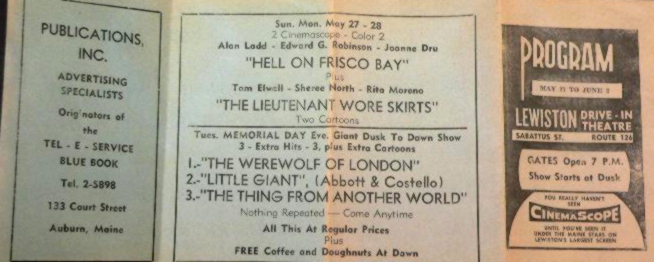 PUBLICATIONS,
INC.
ADVERTISING
SPECIALISTS
Originators of
the
TEL - E - SERVICE
BLUE BOOK
Tel. 2-5898
133 Court Street
Auburn, Maine
Sun. Mon. May 27 - 28
2 Cinemascope - Color 2
Alan Ladd - Edward G. Robinson - Joanne Dru
"HELL ON FRISCO BAY"
Plus
Tom Elwell - Sheree North - Rita Moreno
"THE LIEUTENANT WORE SKIRTS"
Two Cartoons
Tues. MEMORIAL DAY Eve. Giant Dusk To Dawn Show
3 - Extra Hits - 3, plus Extra Cartoons
1.-"THE WEREWOLF OF LONDON"
2.-"LITTLE GIANT", (Abbott & Costello)
3.-"THE THING FROM ANOTHER WORLD"
Nothing Repeated — Come Anytime
All This At Regular Prices
Plus
FREE Coffee and Doughnuts At Dawn
PROGRAM
MAY TO JUNE 2
LEWISTON DRIVE-IN THEATRE
SABATTUS ST. ROUTE 126
GATES Open 7 P.M.
Show Starts at Dusk
YOU REALLY HAVEN'T
SEEN
CINEMASCOPE
UNTIL YOU'VE SEEN IT
UNDER THE MAINE STARS ON
LEWISTON'S LARGEST SCREEN